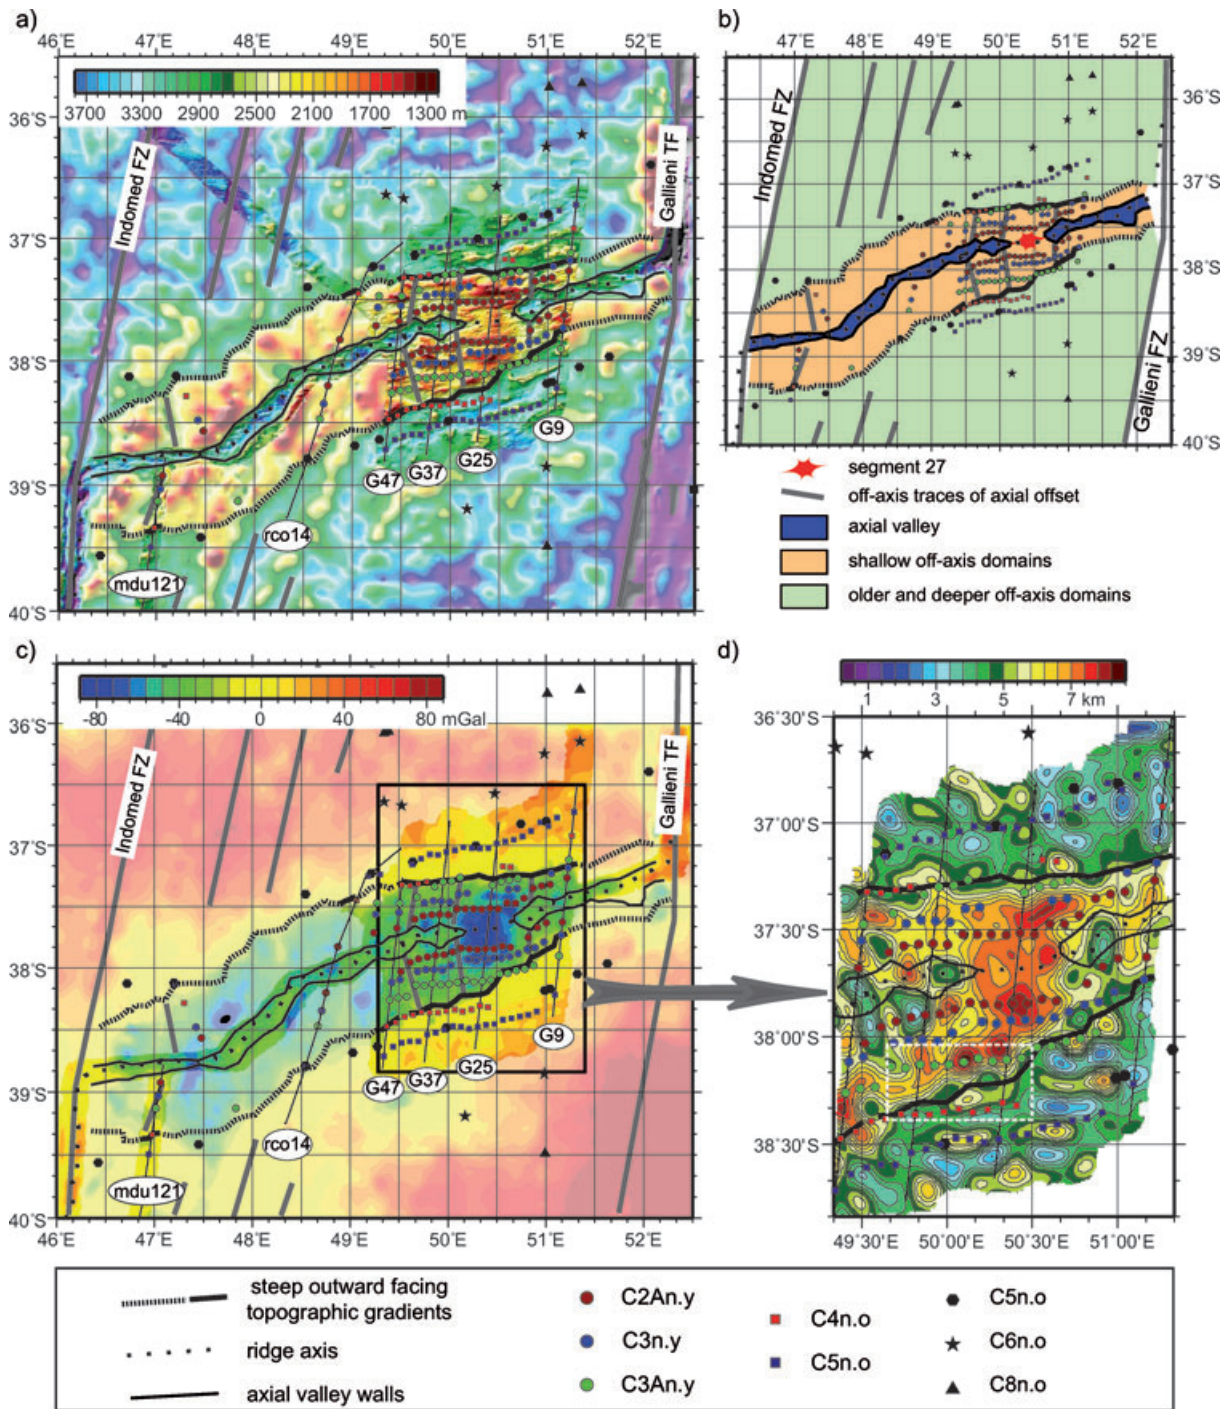 a)
46°E 47°E 48°E 49°E 50°E 51°E 52°E
3700 3300 2900 2500 2100 1700 1300 m
36°S
37°S
38°S
39°S
40°S
Indomed FZ
Gallieni TF
G9
G25
G37
G47
rco14
mdu121
b)
47°E 48°E 49°E 50°E 51°E 52°E
36°S
37°S
38°S
39°S
40°S
Indomed FZ
Gallieni FZ
segment 27
off-axis traces of axial offset
axial valley
shallow off-axis domains
older and deeper off-axis domains
c)
-80 -40 0 40 80 mGal
36°S
37°S
38°S
39°S
40°S
Indomed FZ
Gallieni TF
G9
G25
G37
G47
rco14
mdu121
46°E 47°E 48°E 49°E 50°E 51°E 52°E
d)
1 3 5 7 km
36°30'S
37°00'S
37°30'S
38°00'S
38°30'S
49°30'E 50°00'E 50°30'E 51°00'E
steep outward facing
topographic gradients
ridge axis
axial valley walls
C2An.y
C3n.y
C3An.y
C4n.o
C5n.o
C5n.o
C6n.o
C8n.o